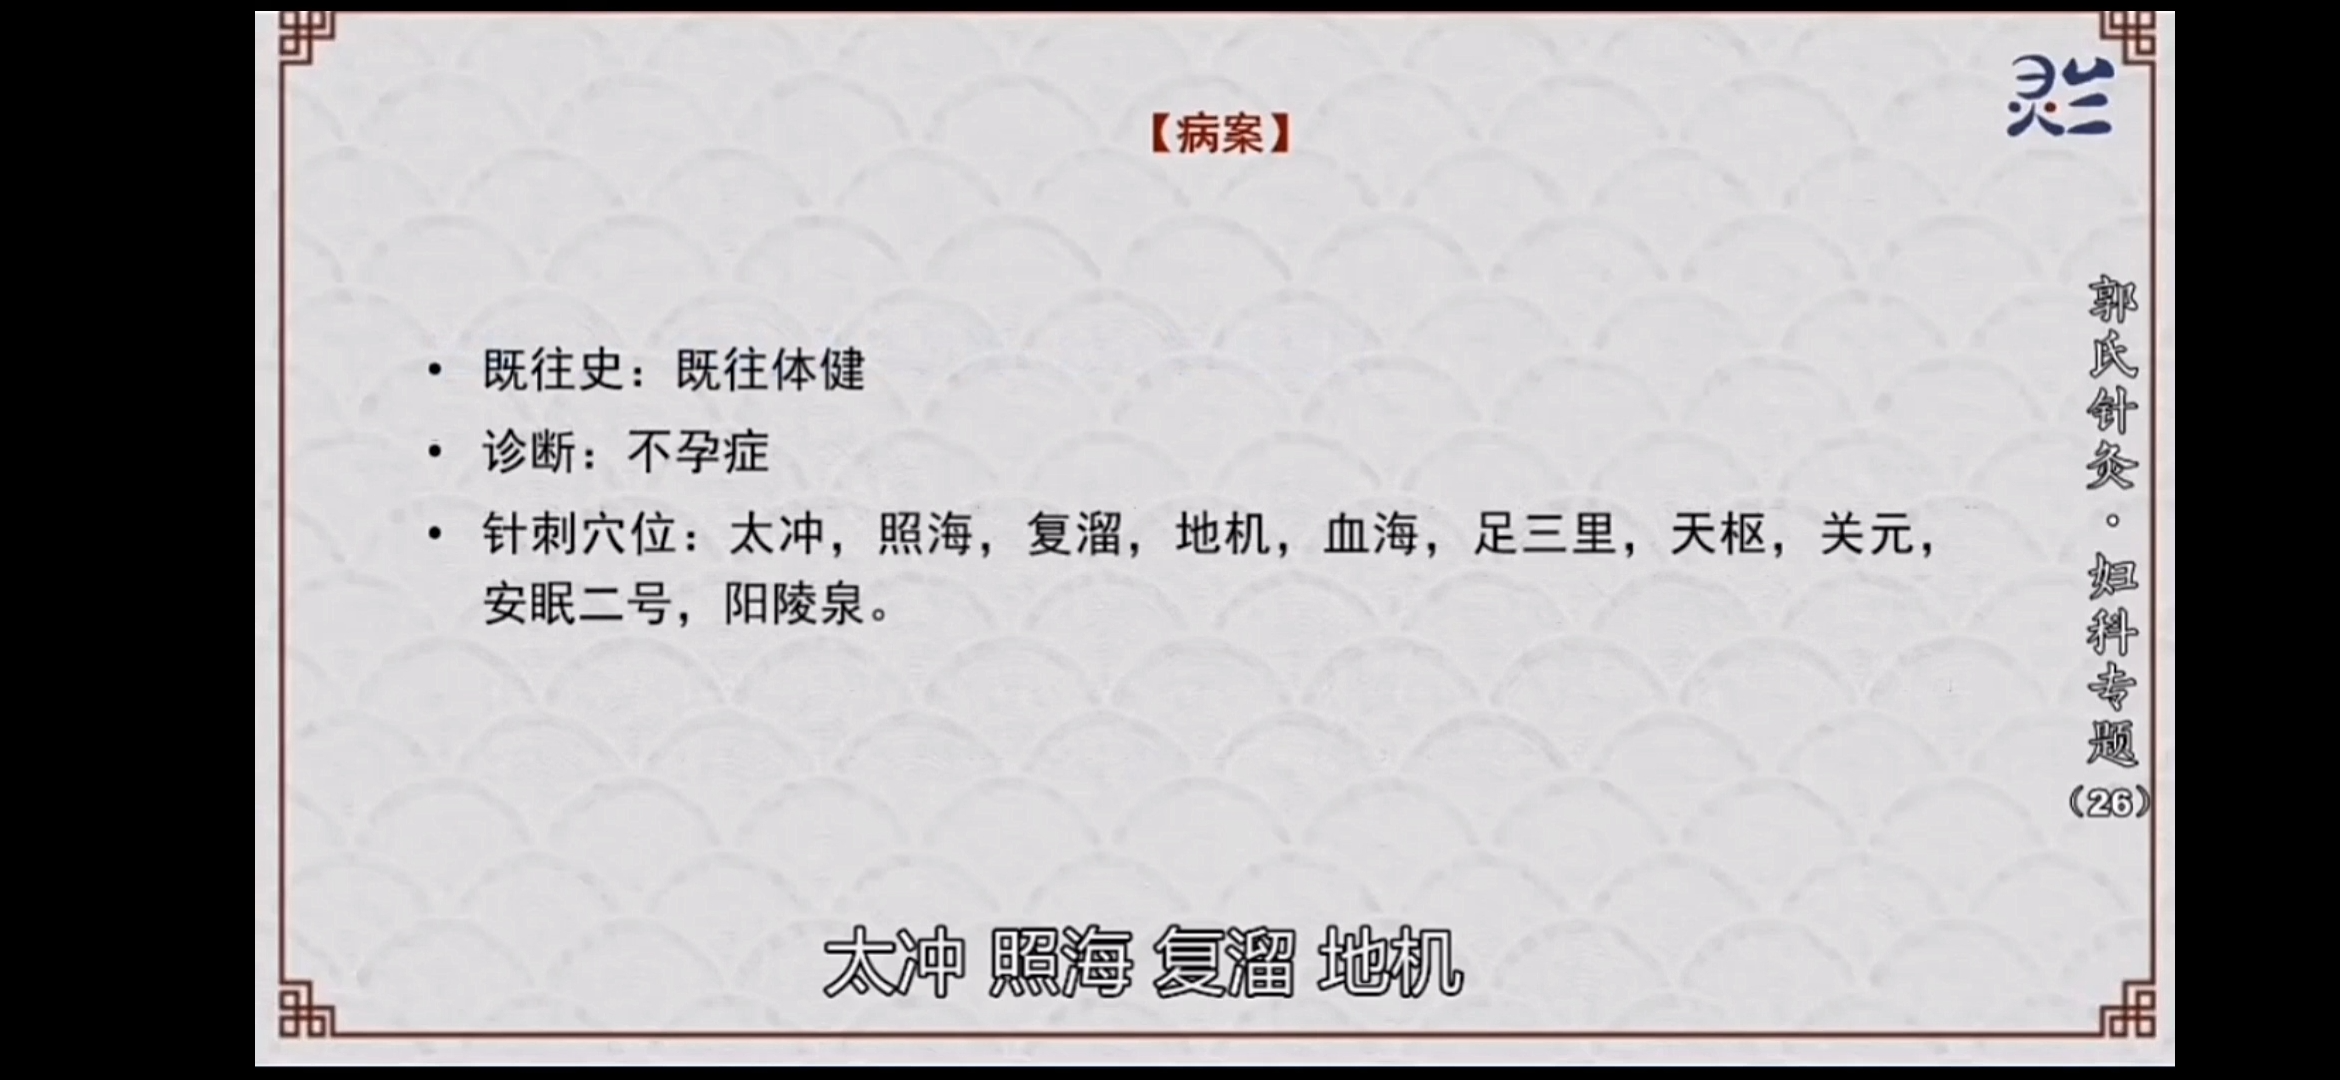 【病案】
• 既往史：既往体健
• 诊断：不孕症
• 针刺穴位：太冲，照海，复溜，地机，血海，足三里，天枢，关元，
安眠二号，阳陵泉。
郭氏针灸·妇科专题（26）
太冲 照海 复溜 地机